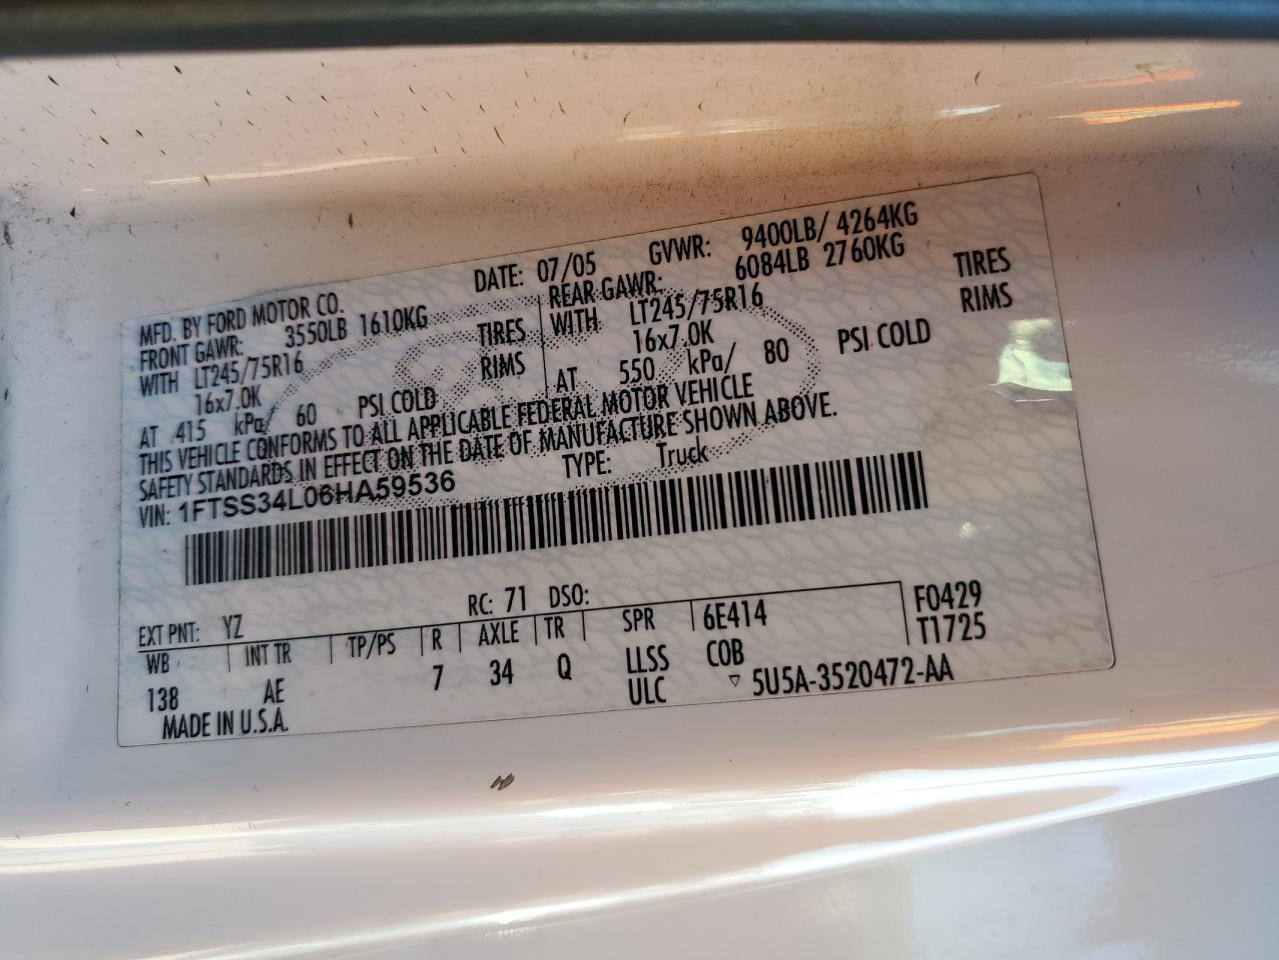 MFD. BY FORD MOTOR CO.
DATE: 07/05
GVWR: 9400LB/ 4264KG
FRONT GAWR: 3550LB 1610KG
REAR GAWR: 6084LB 2760KG
WITH LT245/75R16 TIRES
WITH LT245/75R16 TIRES
16x7.0K RIMS
16x7.0K RIMS
AT 415 kPa/ 60 PSI COLD
AT 550 kPa/ 80 PSI COLD
THIS VEHICLE CONFORMS TO ALL APPLICABLE FEDERAL MOTOR VEHICLE
SAFETY STANDARDS IN EFFECT ON THE DATE OF MANUFACTURE SHOWN ABOVE.
VIN: 1FTSS34L06HA59536
TYPE: Truck
EXT PNT: YZ RC: 71 DSO:
WB INT TR TP/PS R AXLE TR SPR 6E414 F0429
138 AE 7 34 Q LLSS COB T1725
MADE IN U.S.A. ULC ▽ 5U5A-3520472-AA